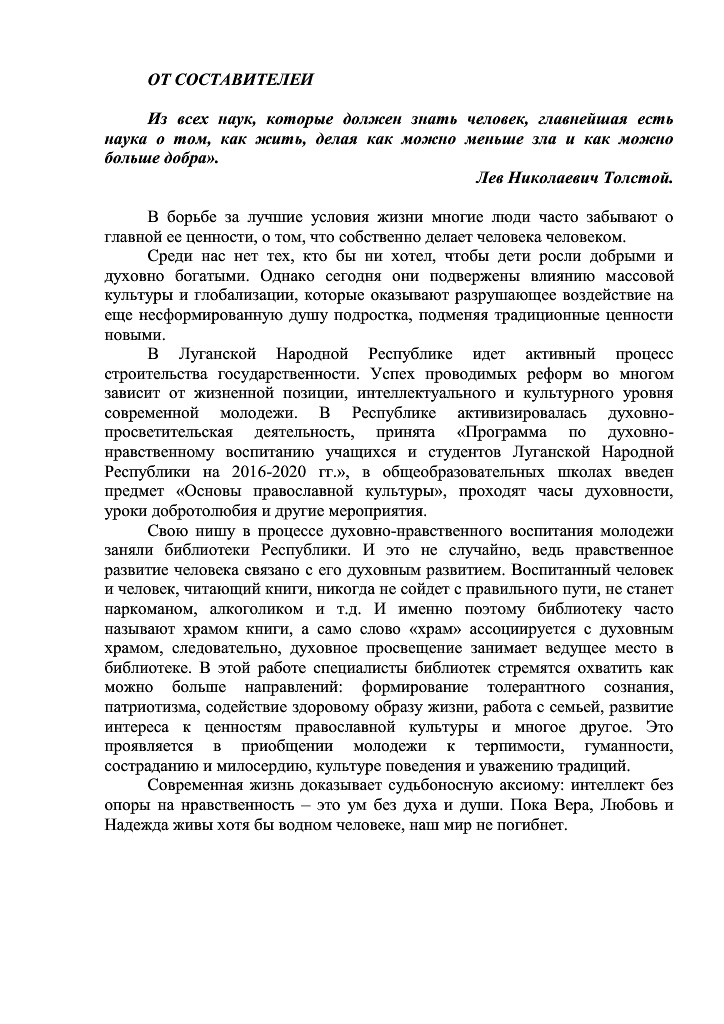 ОТ СОСТАВИТЕЛЕИ
Из всех наук, которые должен знать человек, главнейшая есть
наука о том, как жить, делая как можно меньше зла и как можно
больше добра».
Лев Николаевич Толстой.
В борьбе за лучшие условия жизни многие люди часто забывают о
главной ее ценности, о том, что собственно делает человека человеком.
Среди нас нет тех, кто бы ни хотел, чтобы дети росли добрыми и
духовно богатыми. Однако сегодня они подвержены влиянию массовой
культуры и глобализации, которые оказывают разрушающее воздействие на
еще несформированную душу подростка, подменяя традиционные ценности
новыми.
В Луганской Народной Республике идет активный процесс
строительства государственности. Успех проводимых реформ во многом
зависит от жизненной позиции, интеллектуального и культурного уровня
современной молодежи. В Республике активизировалась духовно-
просветительская деятельность, принята «Программа по духовно-
нравственному воспитанию учащихся и студентов Луганской Народной
Республики на 2016-2020 гг.», в общеобразовательных школах введен
предмет «Основы православной культуры», проходят часы духовности,
уроки добротолюбия и другие мероприятия.
Свою нишу в процессе духовно-нравственного воспитания молодежи
заняли библиотеки Республики. И это не случайно, ведь нравственное
развитие человека связано с его духовным развитием. Воспитанный человек
и человек, читающий книги, никогда не сойдет с правильного пути, не станет
наркоманом, алкоголиком и т.д. И именно поэтому библиотеку часто
называют храмом книги, а само слово «храм» ассоциируется с духовным
храмом, следовательно, духовное просвещение занимает ведущее место в
библиотеке. В этой работе специалисты библиотек стремятся охватить как
можно больше направлений: формирование толерантного сознания,
патриотизма, содействие здоровому образу жизни, работа с семьей, развитие
интереса к ценностям православной культуры и многое другое. Это
проявляется в приобщении молодежи к терпимости, гуманности,
состраданию и милосердию, культуре поведения и уважению традиций.
Современная жизнь доказывает судьбоносную аксиому: интеллект без
опоры на нравственность – это ум без духа и души. Пока Вера, Любовь и
Надежда живы хотя бы водном человеке, наш мир не погибнет.